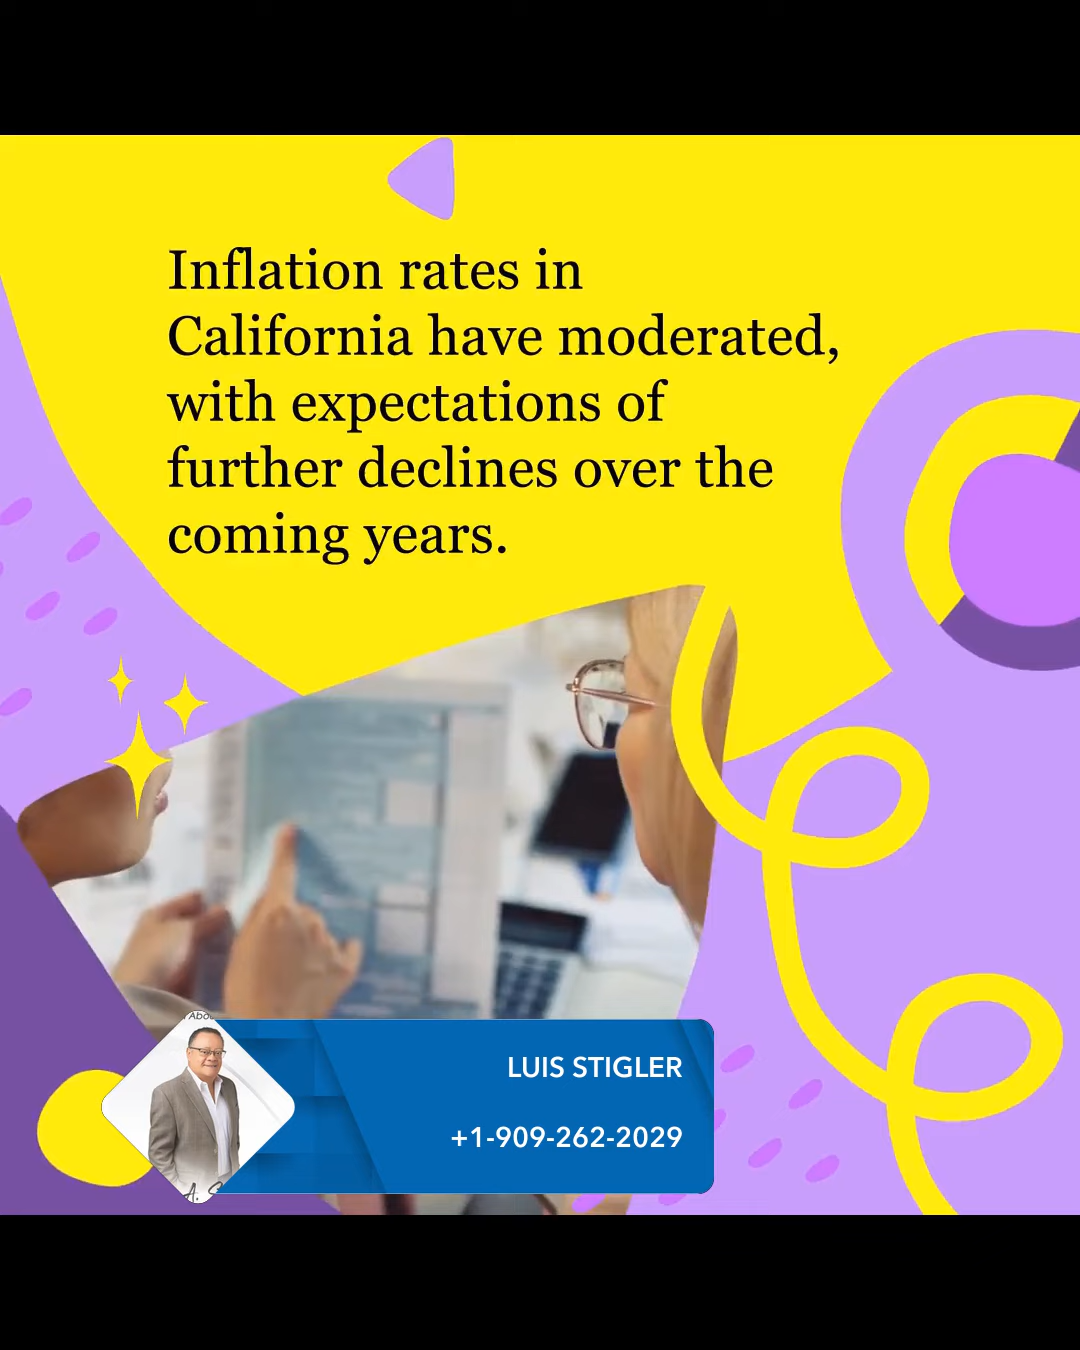 Inflation rates in
California have moderated,
with expectations of
further declines over the
coming years.
LUIS STIGLER
+1-909-262-2029